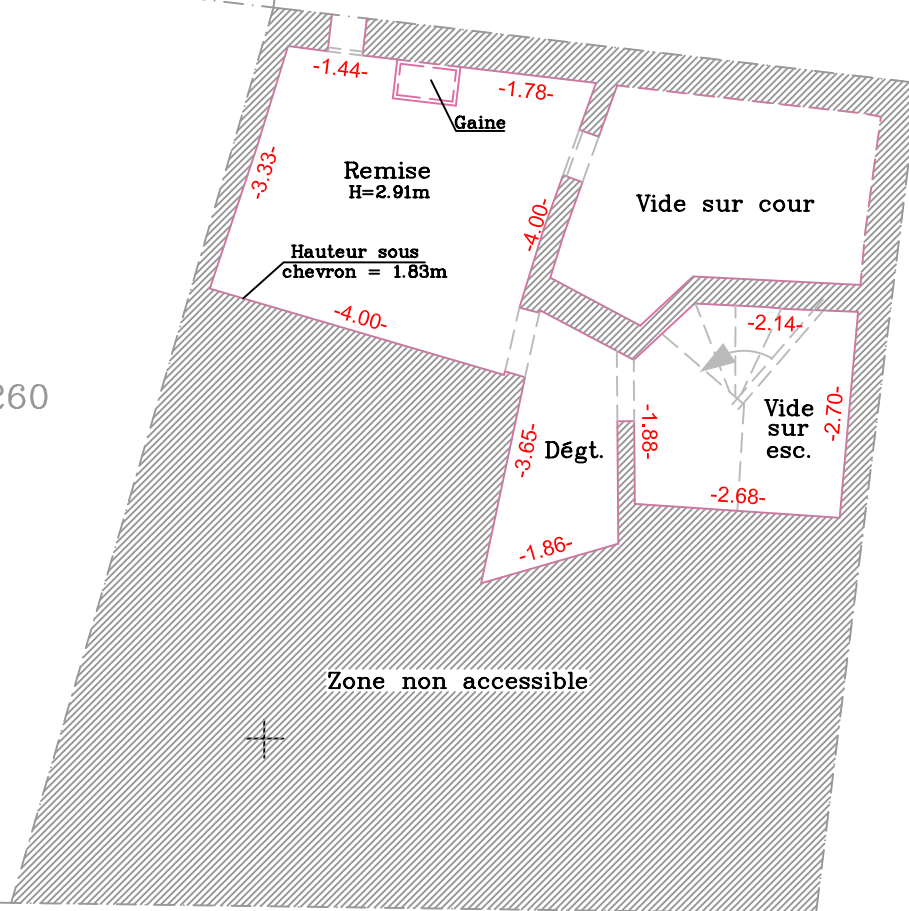 -1.44-
-1.78-
Gaine
-3.33-
Remise
H=2.91m
Vide sur cour
-4.00-
Hauteur sous
chevron = 1.83m
-4.00-
-2.14-
260
Vide
sur
esc.
-2.70-
-1.88-
-3.65-
Dégt.
-2.68-
-1.86-
Zone non accessible